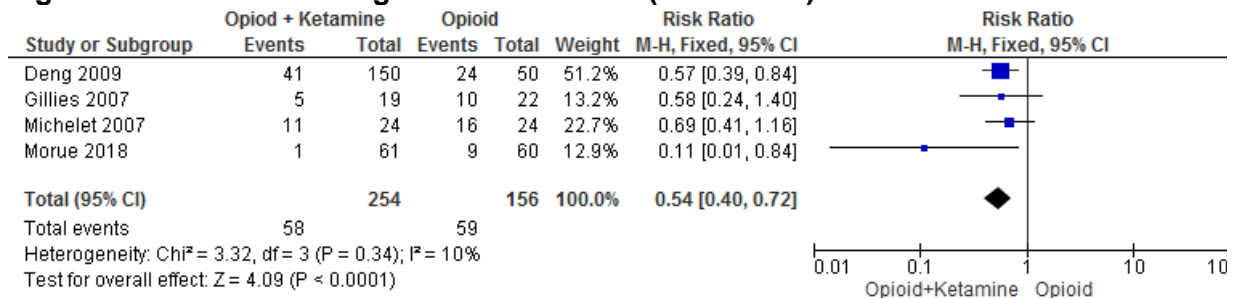 Opiod + Ketamine Opioid Risk Ratio Risk Ratio
Study or Subgroup Events Total Events Total Weight M-H, Fixed, 95% CI M-H, Fixed, 95% CI
Deng 2009 41 150 24 50 51.2% 0.57 [0.39, 0.84]
Gillies 2007 5 19 10 22 13.2% 0.58 [0.24, 1.40]
Michelet 2007 11 24 16 24 22.7% 0.69 [0.41, 1.16]
Morue 2018 1 61 9 60 12.9% 0.11 [0.01, 0.84]
Total (95% CI) 254 156 100.0% 0.54 [0.40, 0.72]
Total events 58 59
Heterogeneity: Chi² = 3.32, df = 3 (P = 0.34); I² = 10%
Test for overall effect: Z = 4.09 (P < 0.0001)
0.01 0.1 1 10 10
Opioid+Ketamine Opioid